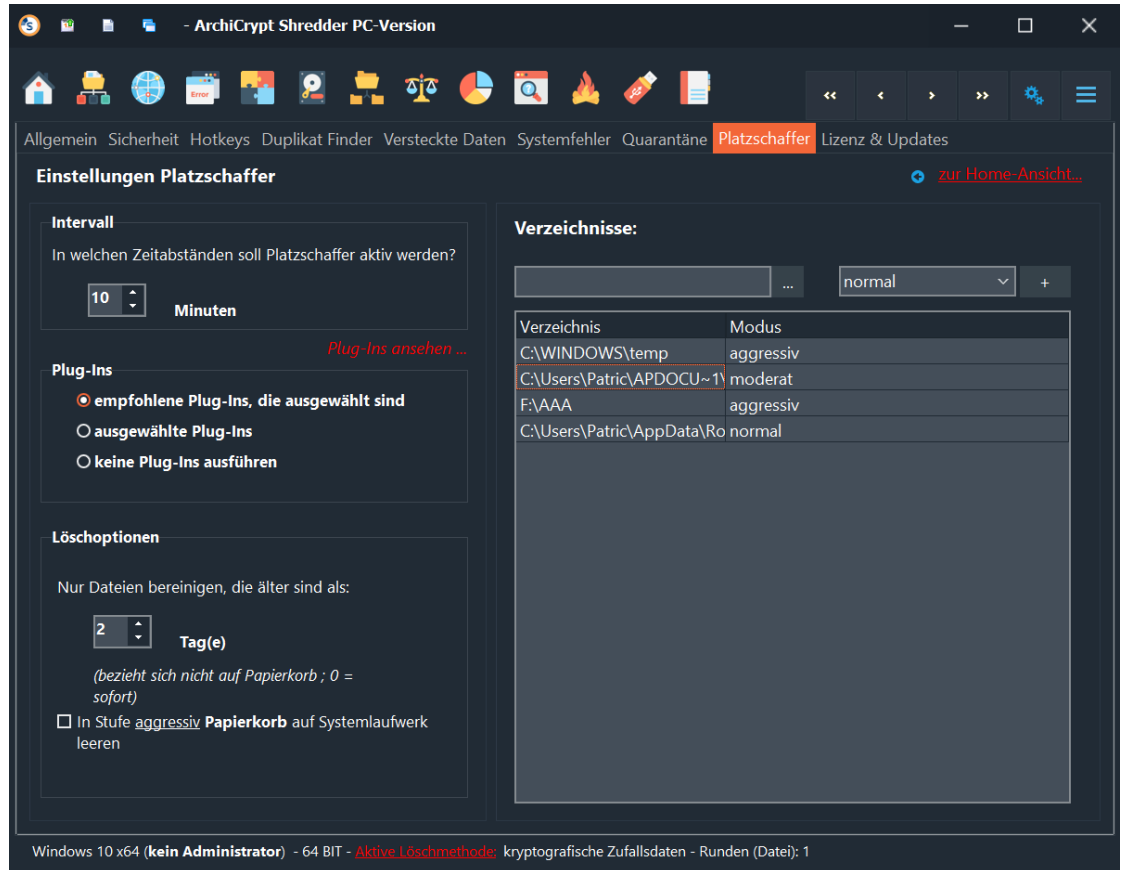 - ArchiCrypt Shredder PC-Version
Error
Allgemein Sicherheit Hotkeys Duplikat Finder Versteckte Daten Systemfehler Quarantäne Platzschaffer Lizenz & Updates
Einstellungen Platzschaffer
zur Home-Ansicht...
Intervall
In welchen Zeitabständen soll Platzschaffer aktiv werden?
10 Minuten
Plug-Ins ansehen ...
Plug-Ins
empfohlene Plug-Ins, die ausgewählt sind
ausgewählte Plug-Ins
keine Plug-Ins ausführen
Löschoptionen
Nur Dateien bereinigen, die älter sind als:
2 Tag(e)
(bezieht sich nicht auf Papierkorb ; 0 =
sofort)
In Stufe aggressiv Papierkorb auf Systemlaufwerk
leeren
Verzeichnisse:
... normal +
Verzeichnis Modus
C:\WINDOWS\temp aggressiv
C:\Users\Patric\APDOCU~1\ moderat
F:\AAA aggressiv
C:\Users\Patric\AppData\Ro normal
Windows 10 x64 (kein Administrator) - 64 BIT - Aktive Löschmethode: kryptografische Zufallsdaten - Runden (Datei): 1